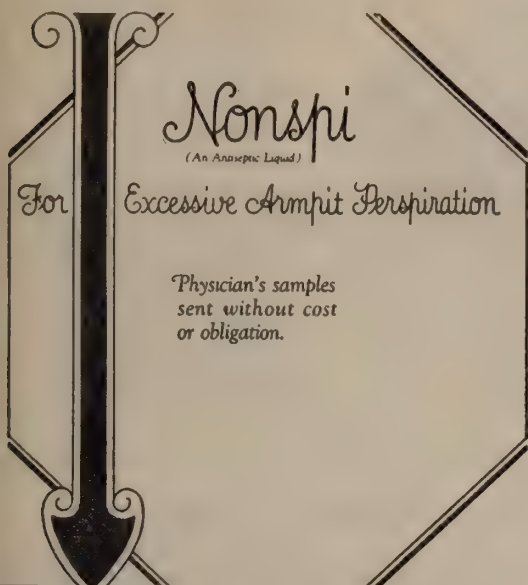 Nonspi
(An Antiseptic Liquid)
For Excessive Armpit Perspiration
Physician's samples
sent without cost
or obligation.